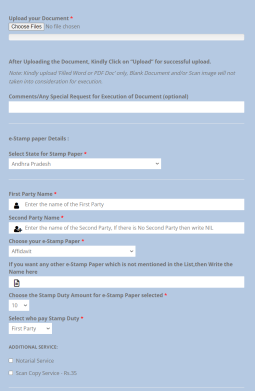 Upload your Document *
Choose Files No file chosen
After Uploading the Document, Kindly Click on "Upload" for successful upload.
Note: Kindly upload Filled Word or PDF Doc' only, Blank Document and/or Scan image will not
taken into consideration for execution.
Comments/Any Special Request for Execution of Document (optional)
e-Stamp paper Details :
Select State for Stamp Paper *
Andhra Pradesh
First Party Name *
Enter the name of the First Party
Second Party Name *
Enter the name of the Second Party, If there is No Second Party then write NIL
Choose your e-Stamp Paper *
Affidavit
If you want any other e-Stamp Paper which is not mentioned in the List,then Write the
Name here
Choose the Stamp Duty Amount for e-Stamp Paper selected *
10
Select who pay Stamp Duty *
First Party
ADDITIONAL SERVICE:
Notarial Service
Scan Copy Service - Rs.25